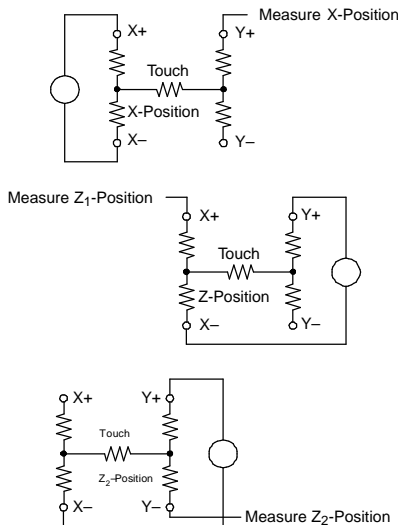 Measure X-Position
X+ Y+
Touch
X-Position
X– Y–
Measure Z1-Position
X+ Y+
Touch
Z-Position
X– Y–
X+ Y+
Touch
Z2-Position
X– Y–
Measure Z2-Position